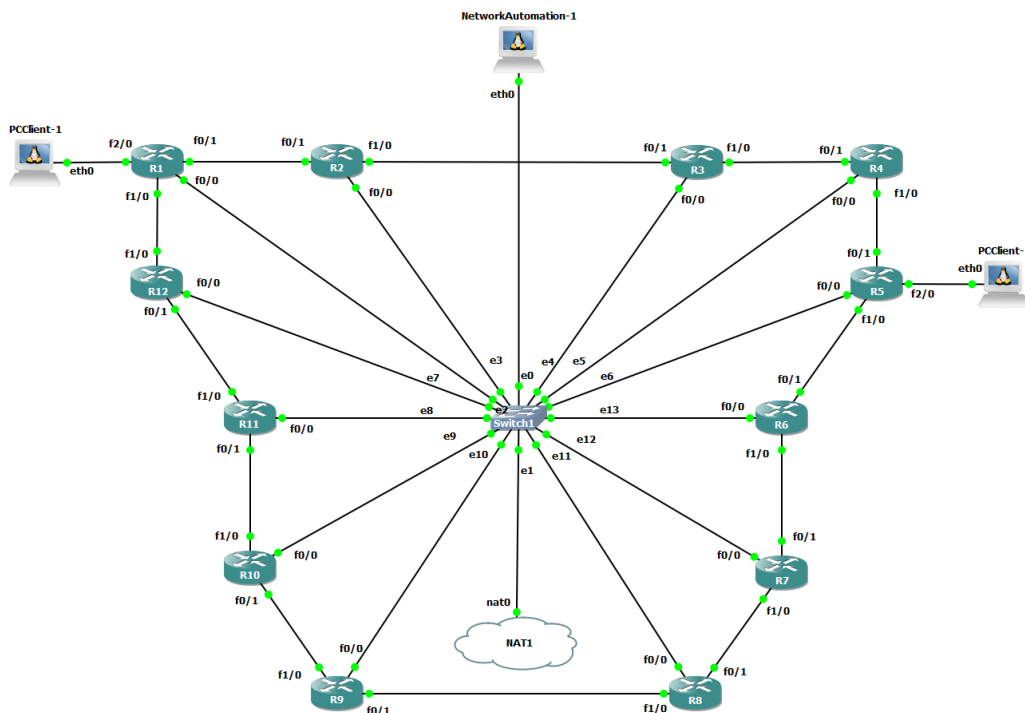 NetworkAutomation-1
eth0
PCClient-1
eth0
f2/0
R1
f0/1
f0/0
f1/0
f0/1
R2
f1/0
f0/0
f0/1
R3
f1/0
f0/0
f0/1
R4
f0/0
f1/0
f1/0
R12
f0/0
f0/1
f0/1
R5
f0/0
f2/0
f1/0
PCClient-
eth0
e3
e0
e4
e5
e6
e7
e2
e8
Switch1
e13
e9
e10
e1
e11
e12
f1/0
R11
f0/0
f0/1
f0/1
f0/0
R6
f1/0
f1/0
R10
f0/0
f0/1
f0/1
f0/0
R7
f1/0
nat0
NAT1
f0/0
f1/0
R9
f0/1
f0/0
f0/1
f1/0
R8